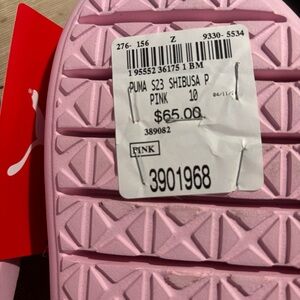 276- 156 Z 9330- 5534
1 95552 36175 1 BM
PUMA S23 SHIBUSA P
PINK 10
$65.00
389082
PINK
3901968